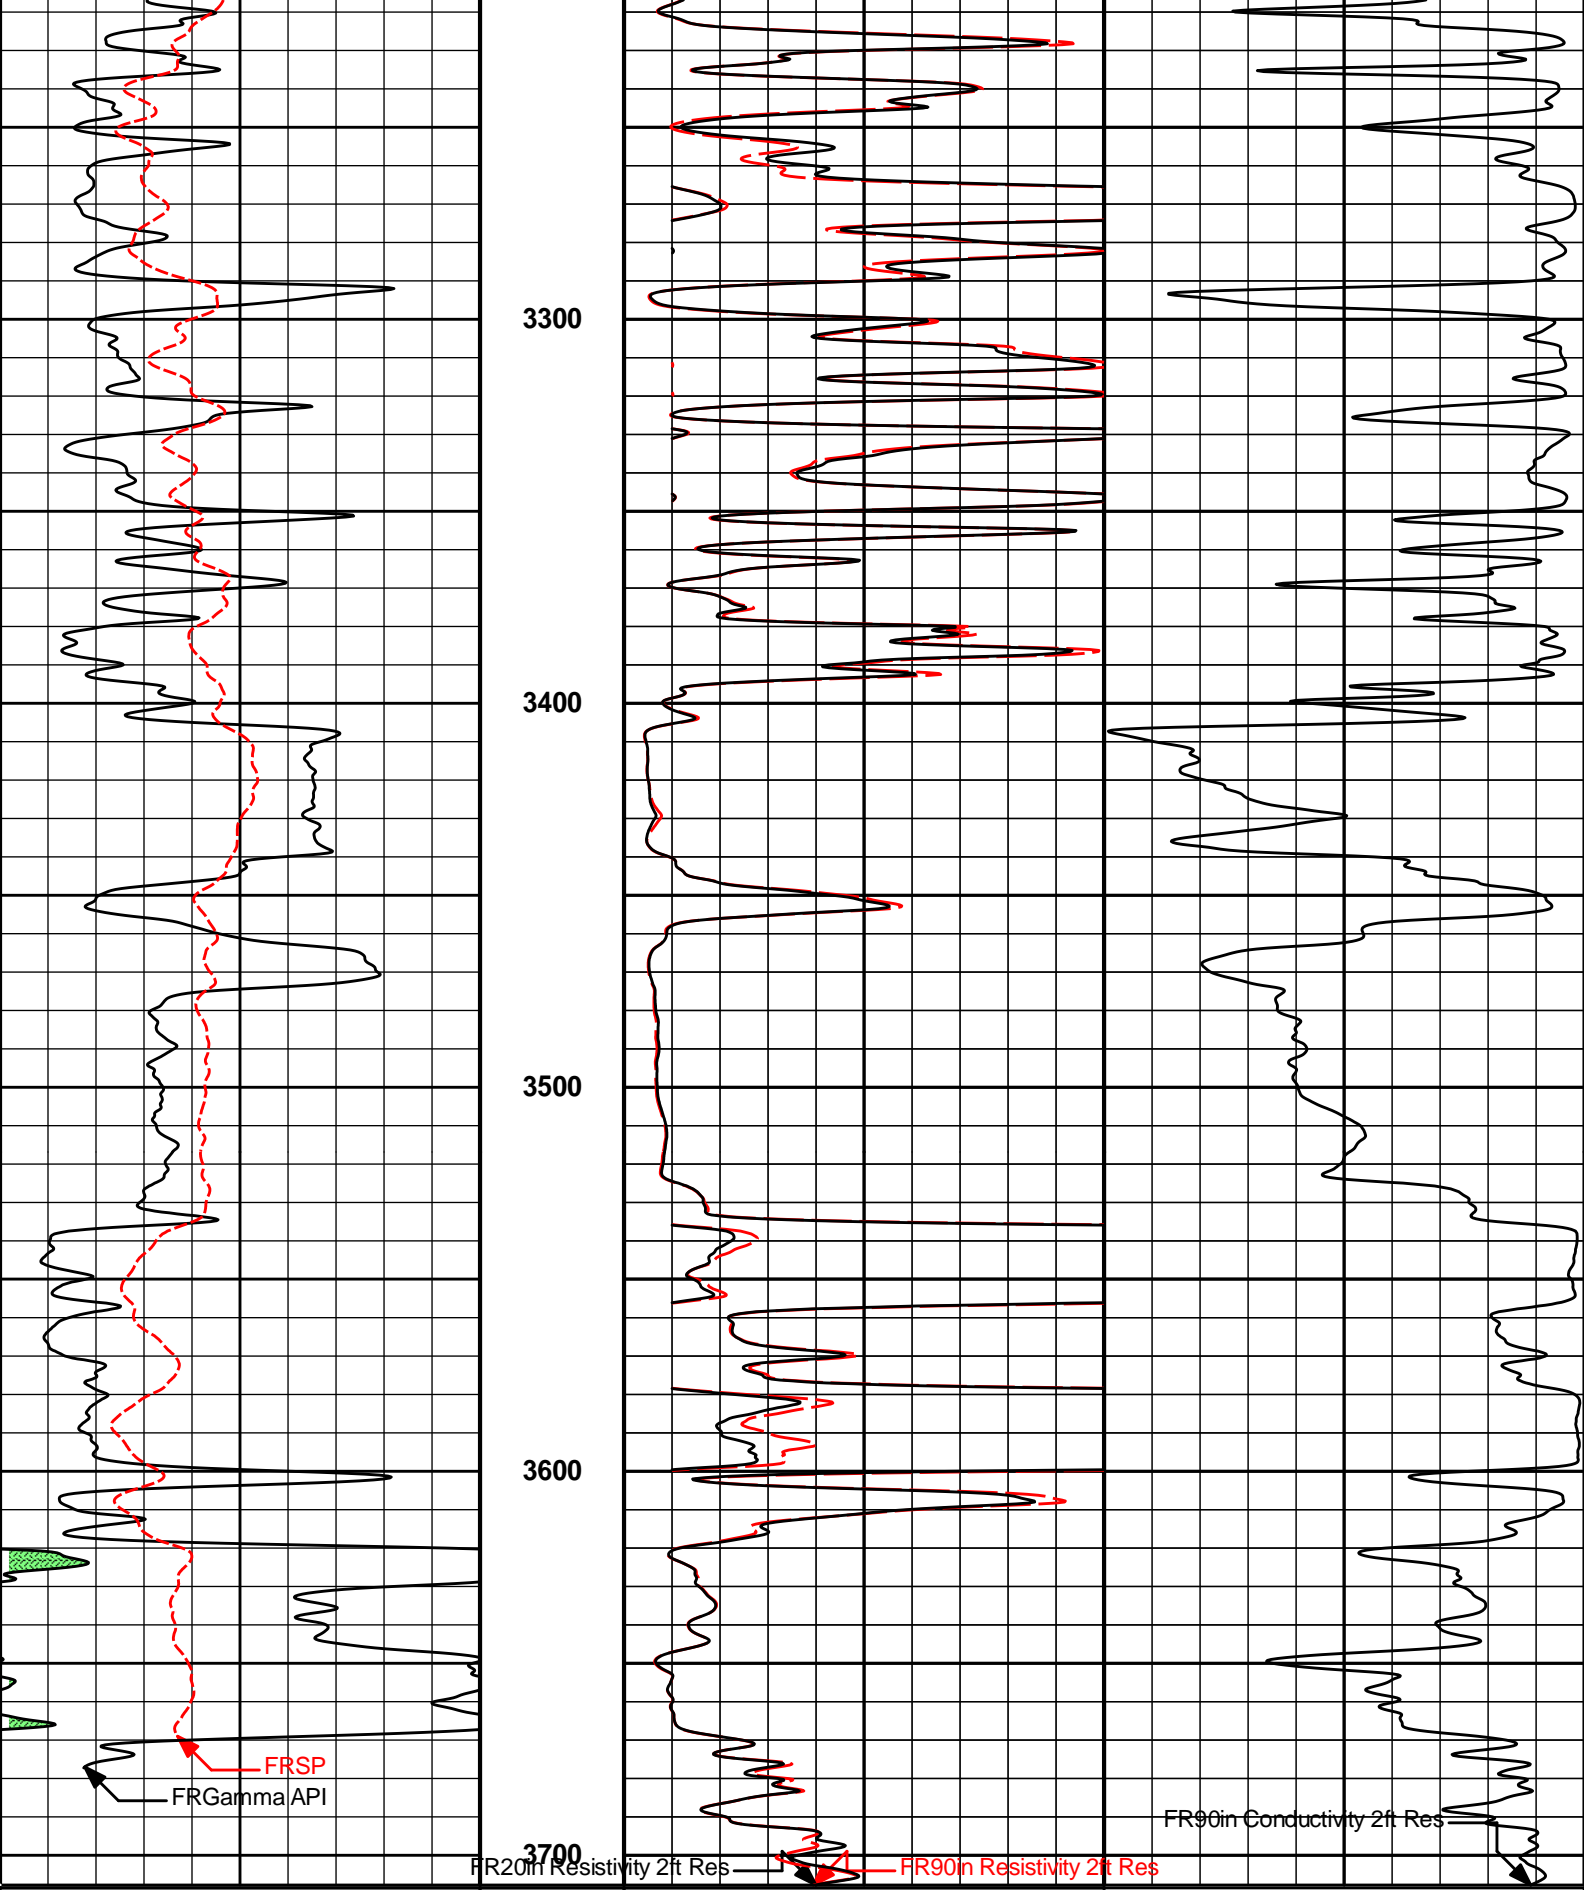 3300
3400
3500
3600
FRSP
FRGamma API
FR90in Conductivity 2ft Res
3700
FR20in Resistivity 2ft Res
FR90in Resistivity 2ft Res